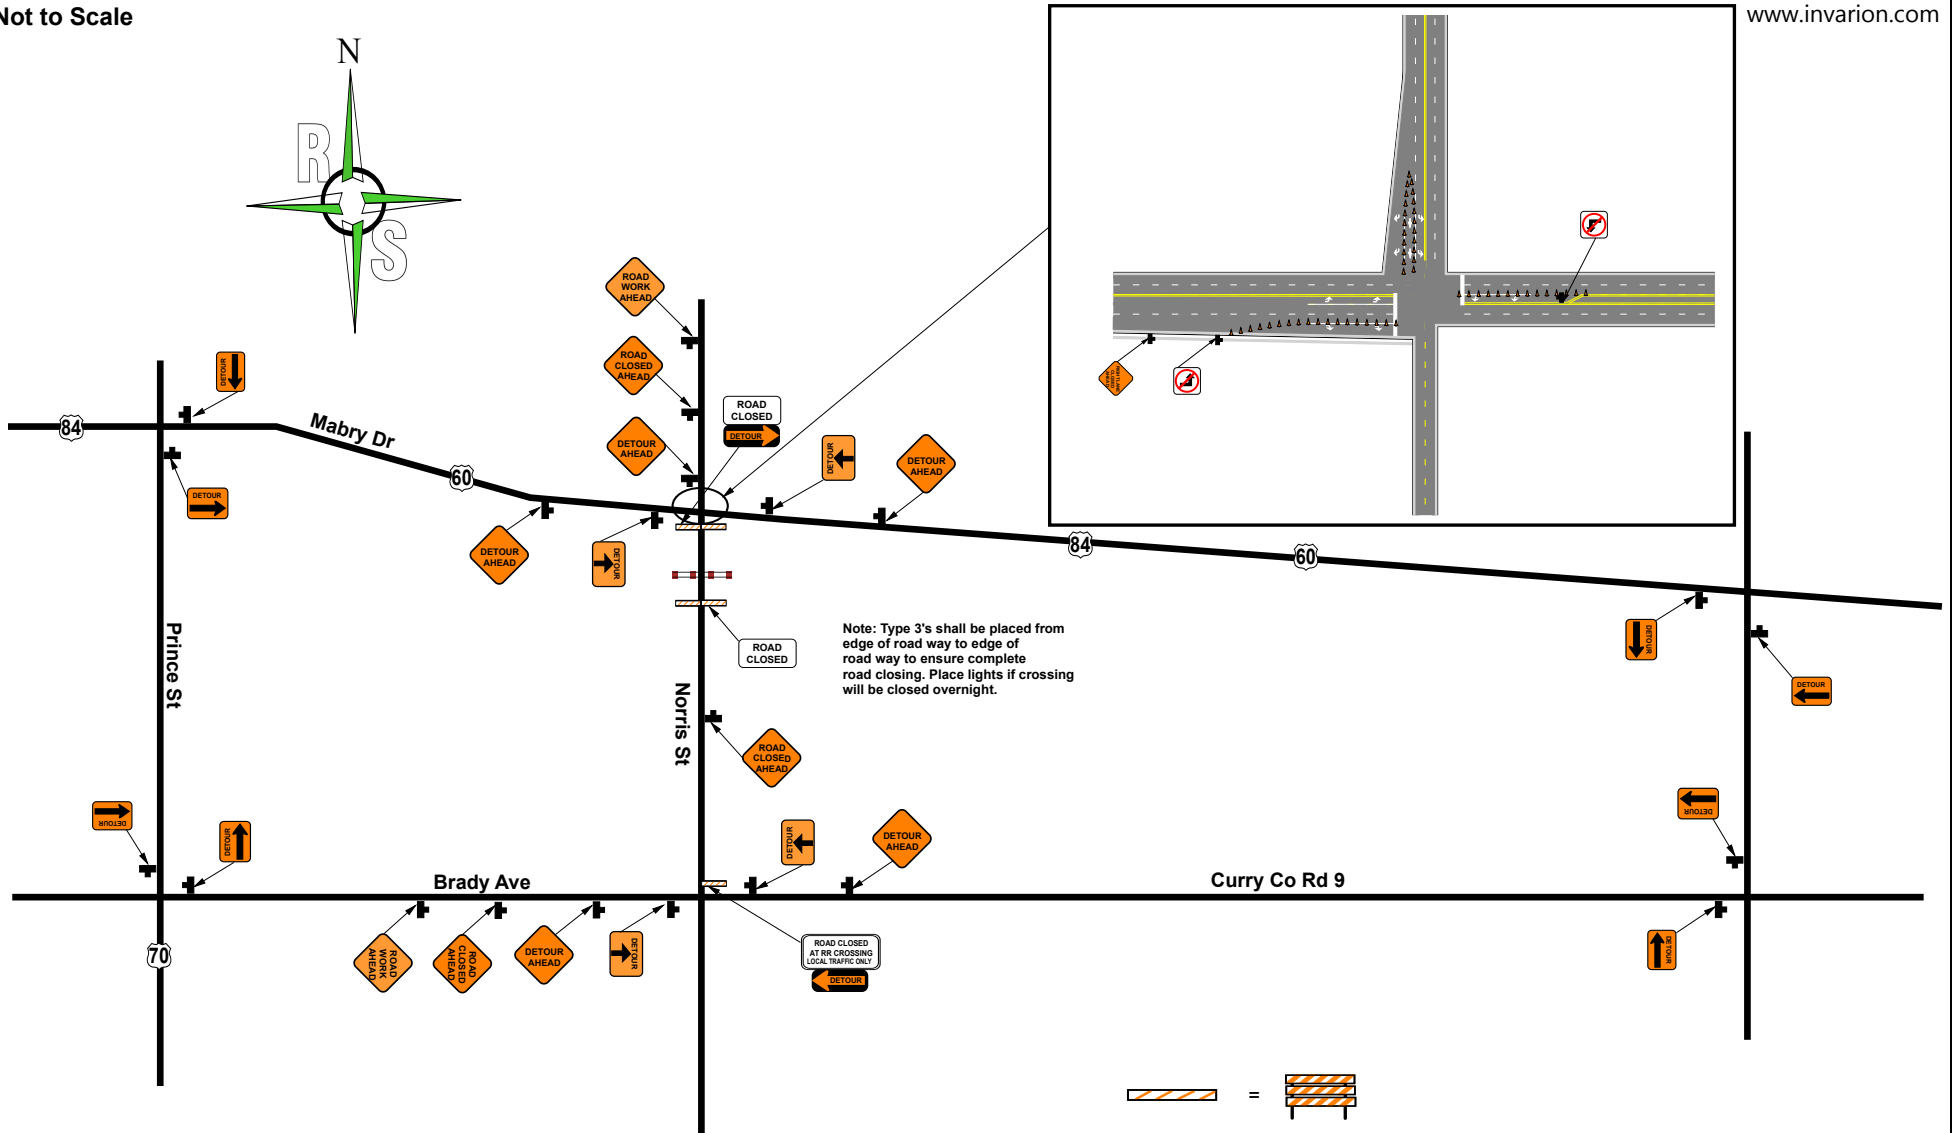 Not to Scale
www.invarion.com
N
R
S
ROAD
WORK
AHEAD
ROAD
CLOSED
AHEAD
DETOUR
AHEAD
ROAD
CLOSED
DETOUR
DETOUR
DETOUR
AHEAD
DETOUR
84
Mabry Dr
60
DETOUR
DETOUR
AHEAD
DETOUR
84
60
RIGHT LANE
CLOSED
AHEAD
Prince St
Norris St
ROAD
CLOSED
Note: Type 3's shall be placed from
edge of road way to edge of
road way to ensure complete
road closing. Place lights if crossing
will be closed overnight.
DETOUR
DETOUR
ROAD
CLOSED
AHEAD
DETOUR
DETOUR
DETOUR
DETOUR
AHEAD
DETOUR
Brady Ave
Curry Co Rd 9
70
ROAD
WORK
AHEAD
ROAD
CLOSED
AHEAD
DETOUR
AHEAD
DETOUR
ROAD CLOSED
AT RR CROSSING
LOCAL TRAFFIC ONLY
DETOUR
DETOUR
=